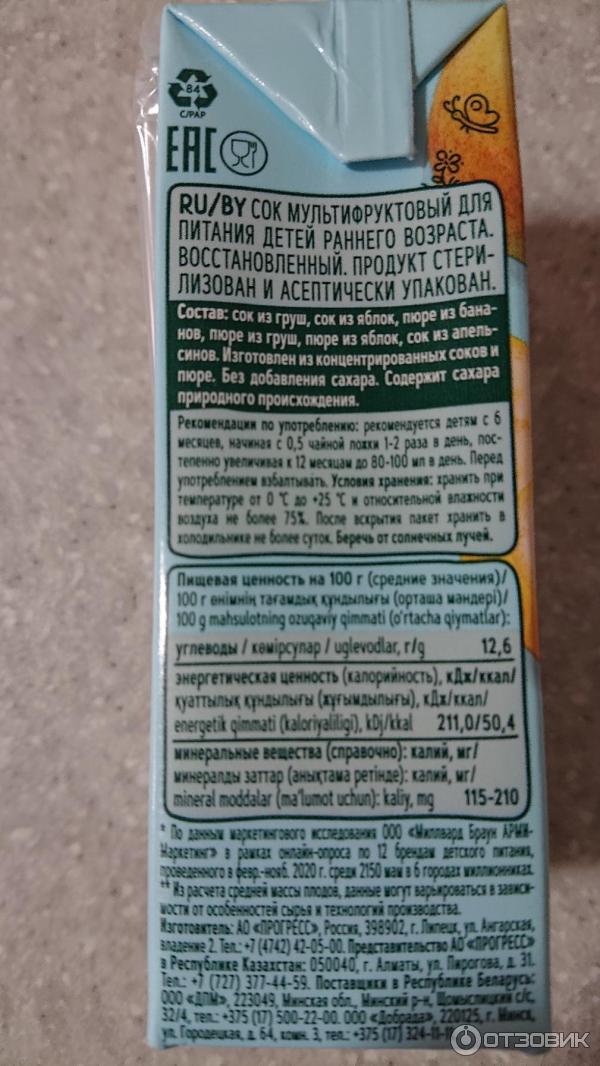 84
C/PAP
EAC
RU/BY СОК МУЛЬТИФРУКТОВЫЙ ДЛЯ
ПИТАНИЯ ДЕТЕЙ РАННЕГО ВОЗРАСТА.
ВОССТАНОВЛЕННЫЙ. ПРОДУКТ СТЕРИ-
ЛИЗОВАН И АСЕПТИЧЕСКИ УПАКОВАН.
Состав: сок из груш, сок из яблок, пюре из бана-
нов, пюре из груш, пюре из яблок, сок из апель-
синов. Изготовлен из концентрированных соков и
пюре. Без добавления сахара. Содержит сахара
природного происхождения.
Рекомендации по употреблению: рекомендуется детям с 6
месяцев, начиная с 0,5 чайной ложки 1-2 раза в день, пос-
тепенно увеличивая к 12 месяцам до 80-100 мл в день. Перед
употреблением взбалтывать. Условия хранения: хранить при
температуре от 0 °C до +25 °C и относительной влажности
воздуха не более 75%. После вскрытия пакет хранить в
холодильнике не более суток. Беречь от солнечных лучей.
Пищевая ценность на 100 г (средние значения)/
100 г өнімнің тағамдық құндылығы (орташа мәндері)/
100 g mahsulotning ozuqaviy qimmati (o'rtacha qiymatlar):
углеводы / көмірсулар / uglevodlar, г/g 12,6
энергетическая ценность (калорийность), кДж/ккал/
қуаттылық құндылығы (жұғымдылығы), кДж/ккал/
energetik qimmati (kaloriyaliligi), kDj/kkal 211,0/50,4
минеральные вещества (справочно): калий, мг/
минералды заттар (анықтама ретінде): калий, мг/
mineral moddalar (ma'lumot uchun): kaliy, mg 115-210
* По данным маркетингового исследования ООО «Миллвард Браун АРМИ-
Маркетинг» в рамках онлайн-опроса по 12 брендам детского питания,
проведенного в февр.-нояб. 2020 г. среди 2150 мам в 6 городах миллионниках.
** Из расчета средней массы плодов, данные могут варьироваться в зависи-
мости от особенностей сырья и технологий производства.
Изготовитель: АО «ПРОГРЕСС», Россия, 398902, г. Липецк, ул. Ангарская,
владение 2. Тел.: +7 (4742) 42-05-00. Представительство АО «ПРОГРЕСС»
в Республике Казахстан: 050040, г. Алматы, ул. Пирогова, д. 31.
Тел.: +7 (727) 377-44-59. Поставщики в Республику Беларусь:
ООО «ДПМ», 223049, Минская обл., Минский р-н, Щомыслицкий с/с,
32/4, тел.: +375 (17) 500-22-00. ООО «Добрада», 220125, г. Минск,
ул. Городецкая, д. 64, комн. 3, тел.: +375 (17) 324-11-
ОТЗОВИК